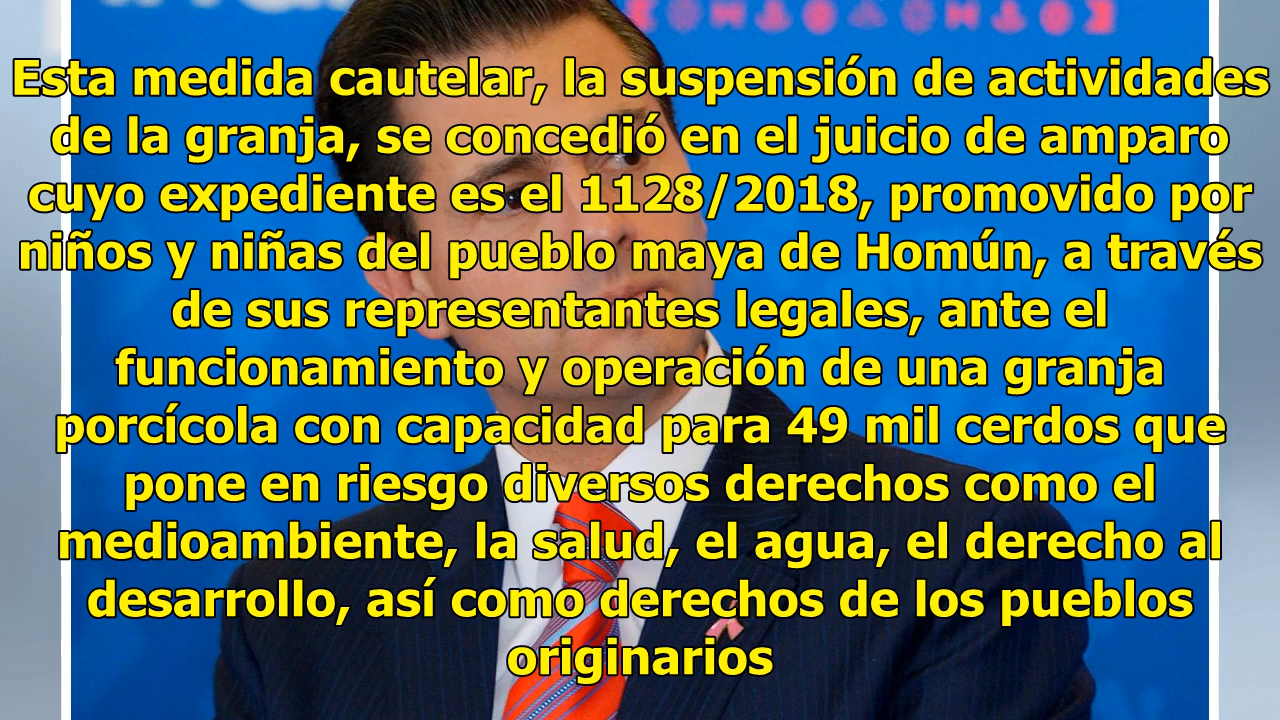 Esta medida cautelar, la suspensión de actividades
de la granja, se concedió en el juicio de amparo
cuyo expediente es el 1128/2018, promovido por
niños y niñas del pueblo maya de Homún, a través
de sus representantes legales, ante el
funcionamiento y operación de una granja
porcícola con capacidad para 49 mil cerdos que
pone en riesgo diversos derechos como el
medioambiente, la salud, el agua, el derecho al
desarrollo, así como derechos de los pueblos
originarios